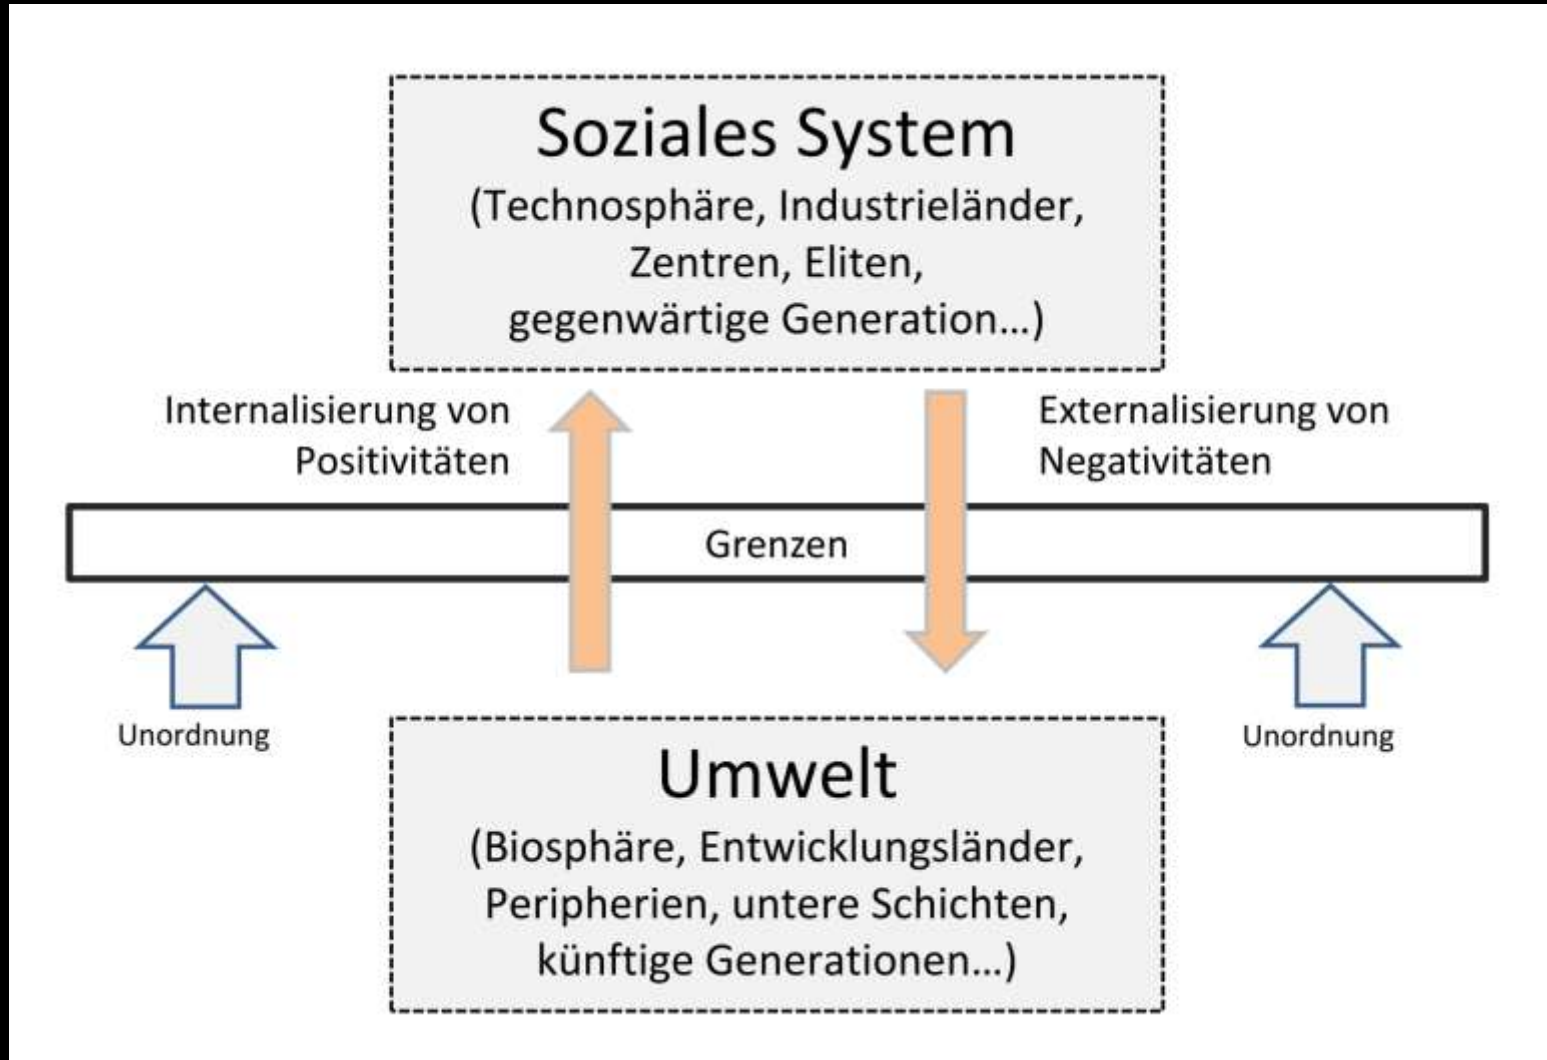 Soziales System
(Technosphäre, Industrieländer,
Zentren, Eliten,
gegenwärtige Generation...)
Internalisierung von
Positivitäten
Externalisierung von
Negativitäten
Grenzen
Unordnung
Unordnung
Umwelt
(Biosphäre, Entwicklungsländer,
Peripherien, untere Schichten,
künftige Generationen...)